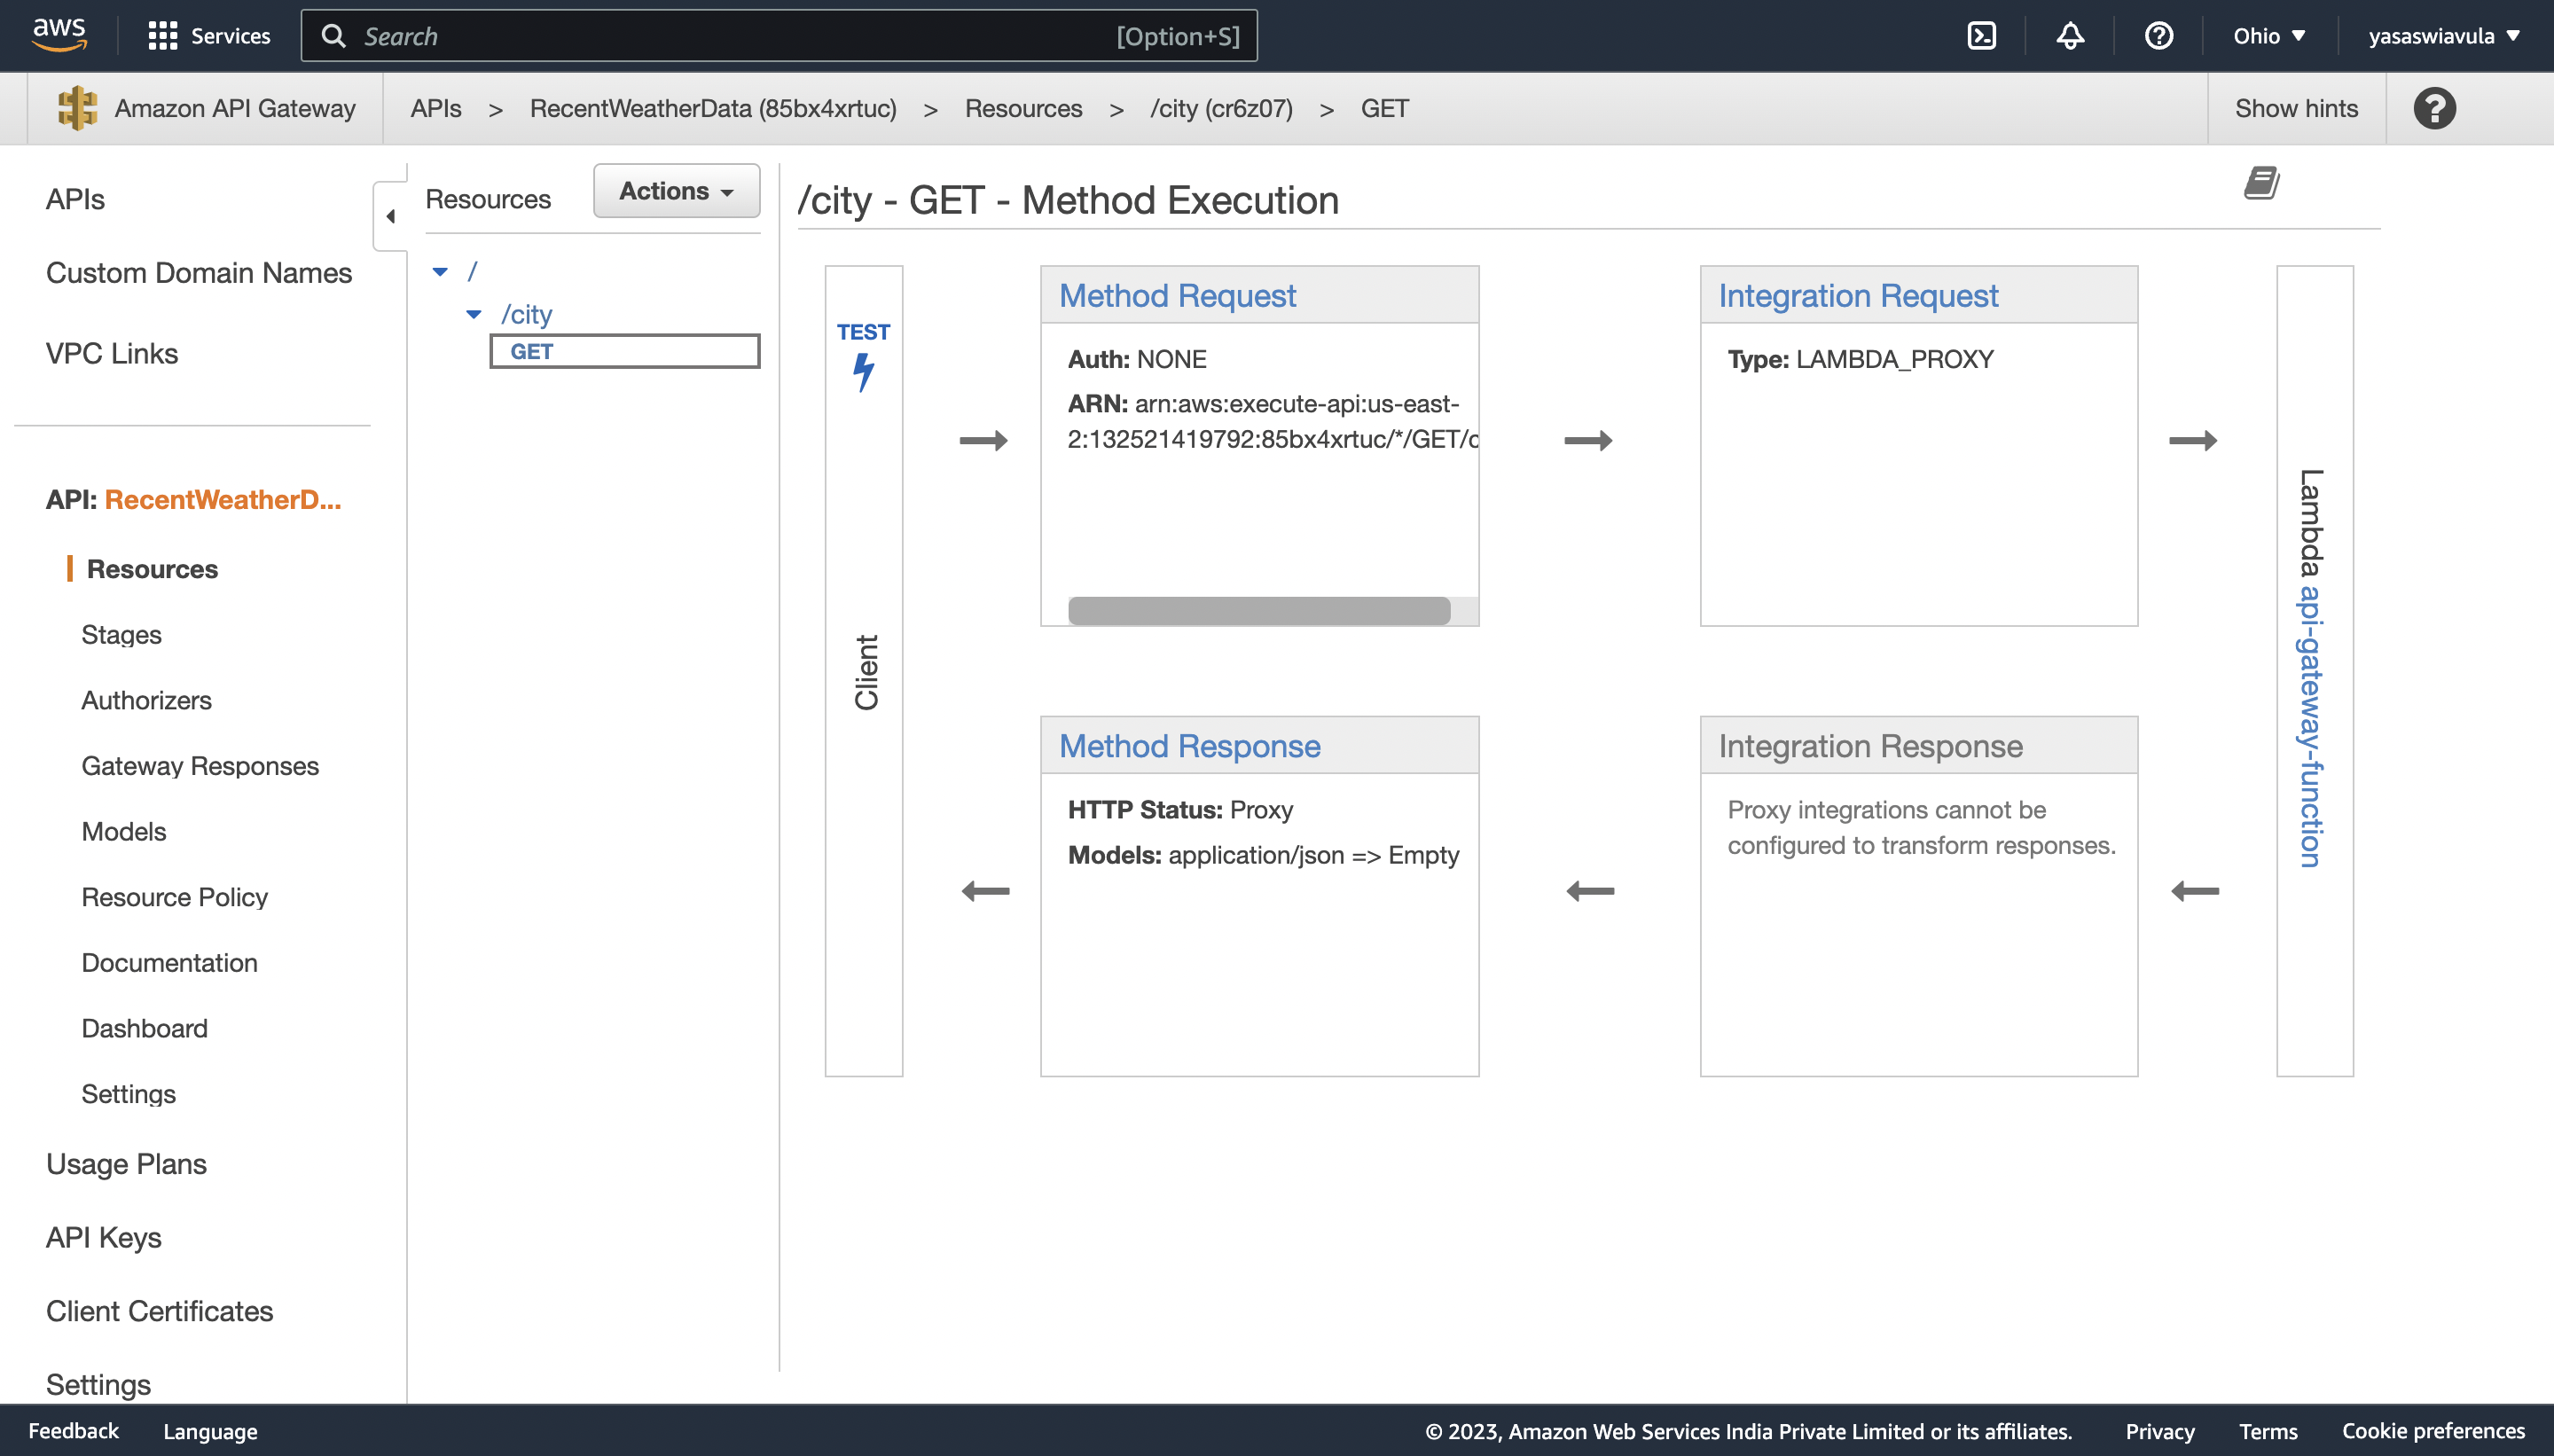 aws
Services
Search
[Option+S]
Ohio
yasaswiavula
Amazon API Gateway
APIs > RecentWeatherData (85bx4xrtuc) > Resources > /city (cr6z07) > GET
Show hints
APIs
Custom Domain Names
VPC Links
API: RecentWeatherD...
Resources
Stages
Authorizers
Gateway Responses
Models
Resource Policy
Documentation
Dashboard
Settings
Usage Plans
API Keys
Client Certificates
Settings
Resources
Actions
/
/city
GET
/city - GET - Method Execution
TEST
Client
Method Request
Auth: NONE
ARN: arn:aws:execute-api:us-east-
2:132521419792:85bx4xrtuc/*/GET/c
Integration Request
Type: LAMBDA_PROXY
Lambda api-gateway-function
Method Response
HTTP Status: Proxy
Models: application/json => Empty
Integration Response
Proxy integrations cannot be
configured to transform responses.
Feedback
Language
© 2023, Amazon Web Services India Private Limited or its affiliates.
Privacy
Terms
Cookie preferences